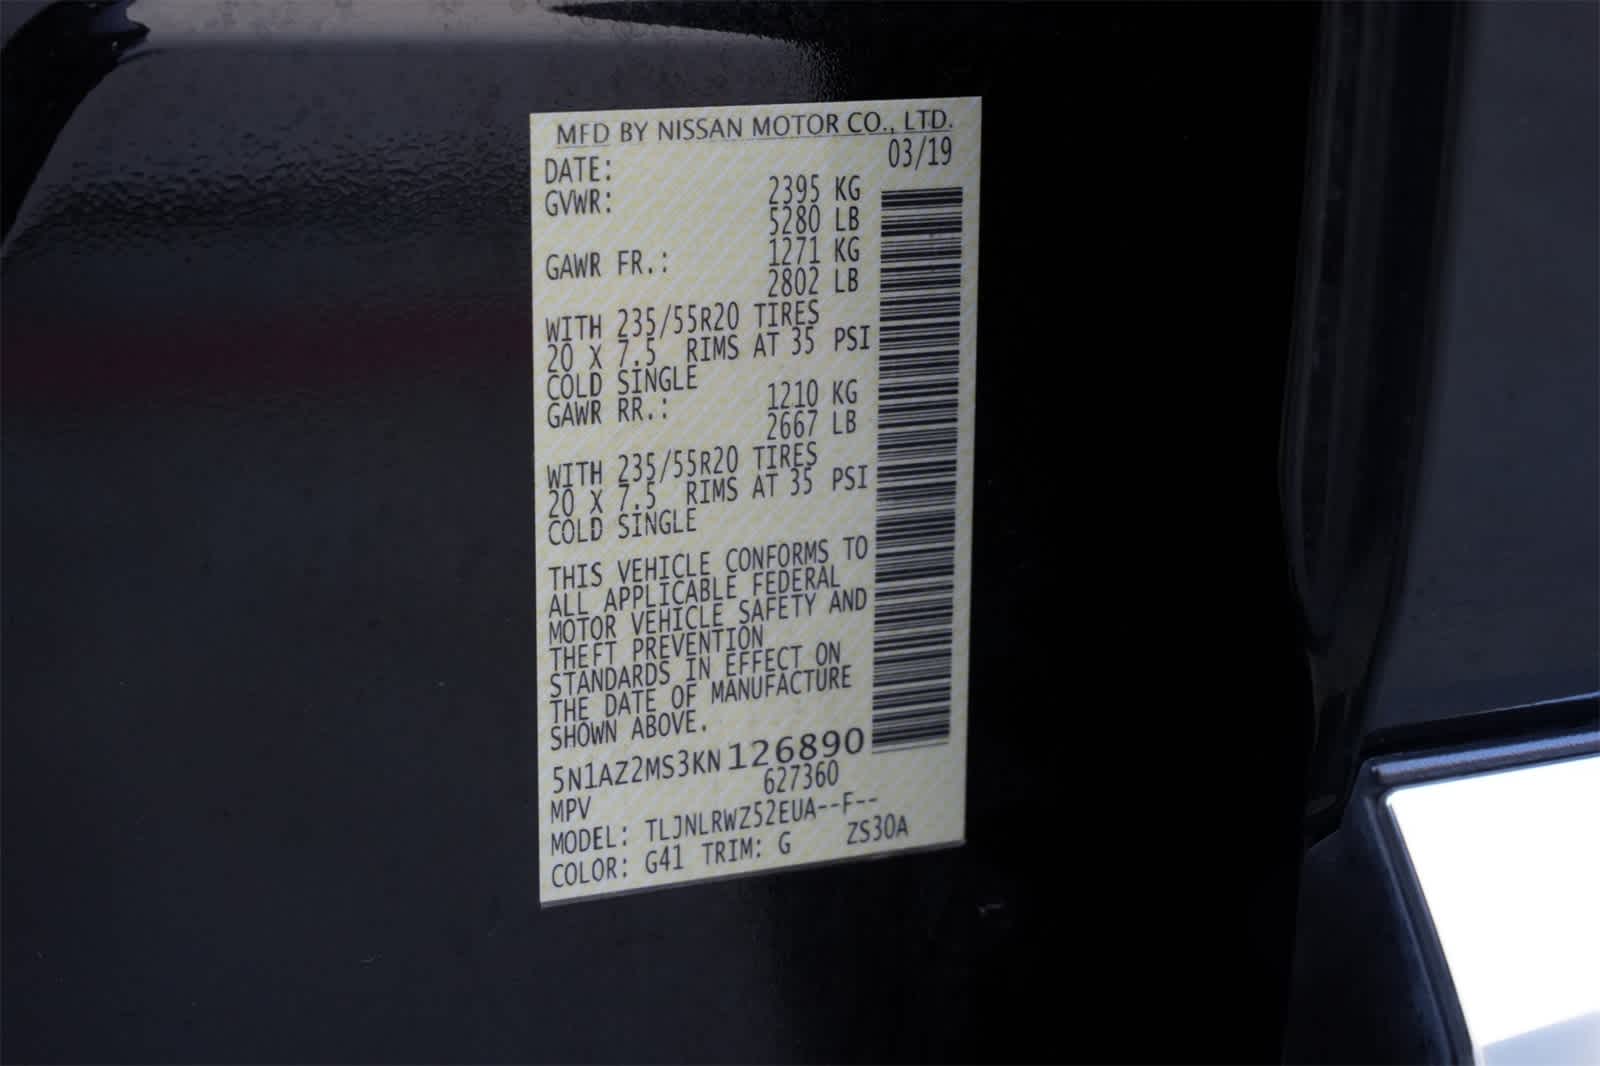 MFD BY NISSAN MOTOR CO., LTD.
DATE: 03/19
GVWR: 2395 KG
5280 LB
GAWR FR.: 1271 KG
2802 LB
WITH 235/55R20 TIRES
20 X 7.5 RIMS AT 35 PSI
COLD SINGLE
GAWR RR.: 1210 KG
2667 LB
WITH 235/55R20 TIRES
20 X 7.5 RIMS AT 35 PSI
COLD SINGLE
THIS VEHICLE CONFORMS TO
ALL APPLICABLE FEDERAL
MOTOR VEHICLE SAFETY AND
THEFT PREVENTION
STANDARDS IN EFFECT ON
THE DATE OF MANUFACTURE
SHOWN ABOVE.
5N1AZ2MS3KN126890
MPV 627360
MODEL: TLJNLRWZ52EUA--F--
COLOR: G41 TRIM: G ZS30A